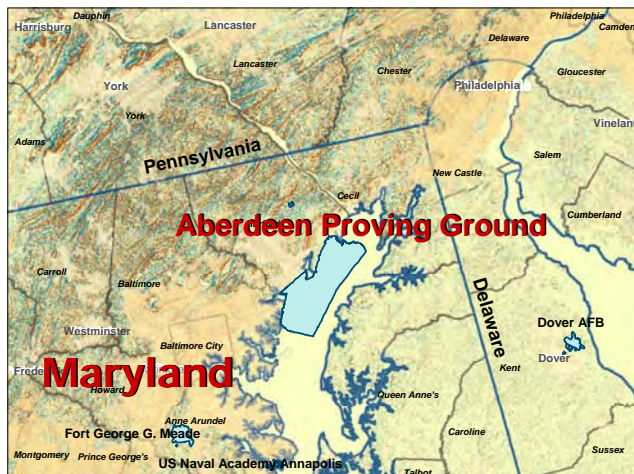 Dauphin
Harrisburg
Lancaster
Philadelphia
Camden
Delaware
Lancaster
Chester
Gloucester
York
Philadelphia
York
Vineland
Adams
Pennsylvania
Salem
New Castle
Cecil
Cumberland
Aberdeen Proving Ground
Carroll
Baltimore
Delaware
Dover AFB
Westminster
Baltimore City
Dover
Kent
Maryland
Howard
Queen Anne's
Anne Arundel
Fort George G. Meade
Caroline
Montgomery
Prince George's
US Naval Academy Annapolis
Talbot
Sussex